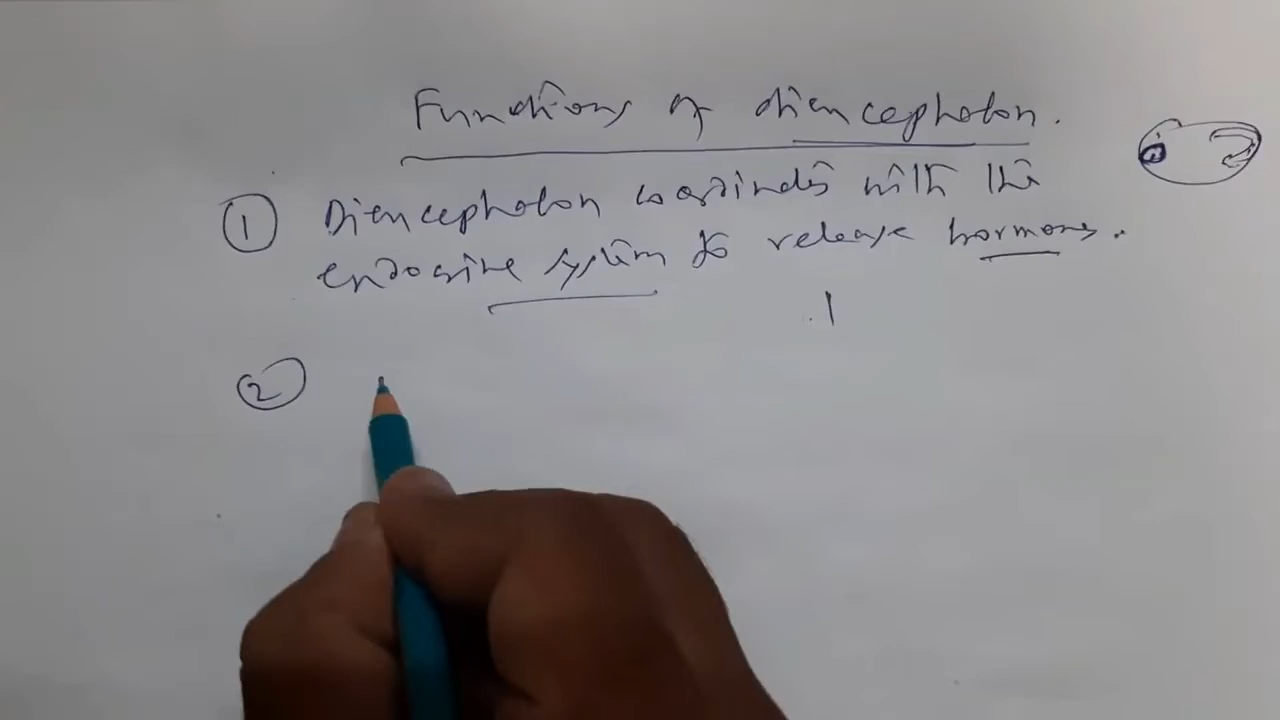 Functions of diencephalon.
① Diencephalon coordinates with the
endocrine system to release hormones.
②